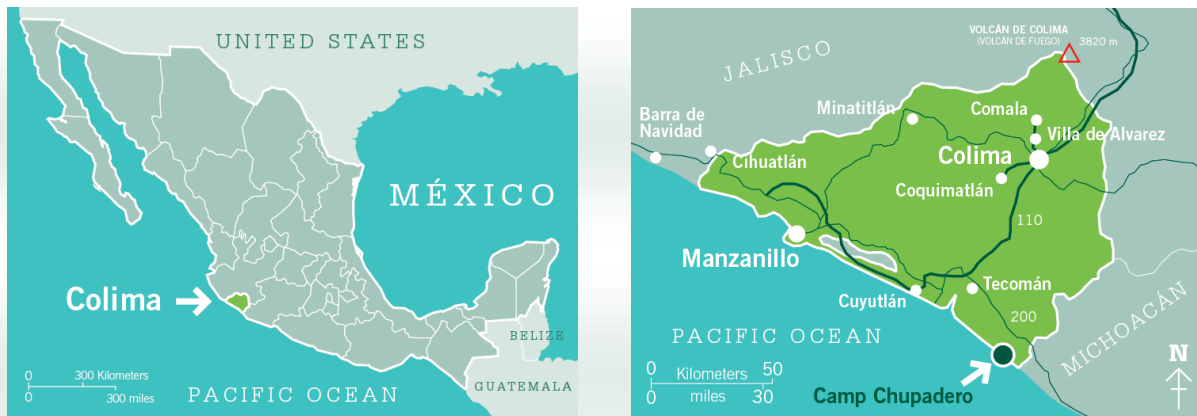 UNITED STATES
MÉXICO
Colima
BELIZE
GUATEMALA
PACIFIC OCEAN
0 300 Kilometers
0 300 miles
VOLCÁN DE COLIMA
(VOLCÁN DE FUEGO) 3820 m
JALISCO
Barra de
Navidad
Minatitlán
Comala
Villa de Alvarez
Cihuatlán
Colima
Coquimatlán
110
Manzanillo
Cuyutlán
Tecomán
200
PACIFIC OCEAN
MICHOACÁN
0 Kilometers 50
0 miles 30
Camp Chupadero
N